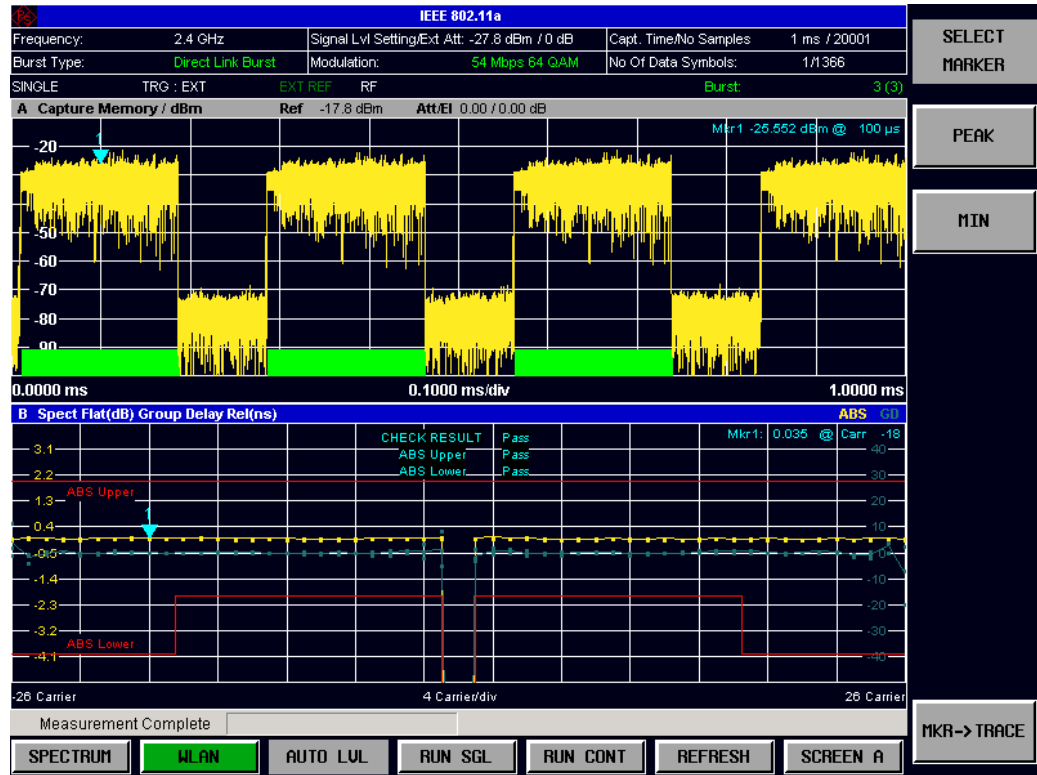 IEEE 802.11a
Frequency: 2.4 GHz Signal Lvl Setting/Ext Att: -27.8 dBm / 0 dB Capt. Time/No Samples 1 ms / 20001
Burst Type: Direct Link Burst Modulation: 54 Mbps 64 QAM No Of Data Symbols: 1/1366
SINGLE TRG : EXT EXT REF RF Burst: 3 (3)
A Capture Memory / dBm Ref -17.8 dBm Att/El 0.00 / 0.00 dB
Mkr1 -25.552 dBm @ 100 µs
1
-20
-50
-60
-70
-80
-90
0.0000 ms 0.1000 ms/div 1.0000 ms
B Spect Flat(dB) Group Delay Rel(ns) ABS GD
CHECK RESULT Pass Mkr1: 0.035 @ Carr -18
3.1 40
ABS Upper Pass
ABS Lower Pass
2.2 30
ABS Upper
1.3 20
1
0.4 10
-0.5 0
-1.4 -10
-2.3 -20
-3.2 -30
ABS Lower
-4.1 -40
-26 Carrier 4 Carrier/div 26 Carrier
Measurement Complete
SPECTRUM WLAN AUTO LVL RUN SGL RUN CONT REFRESH SCREEN A
SELECT
MARKER
PEAK
MIN
MKR->TRACE